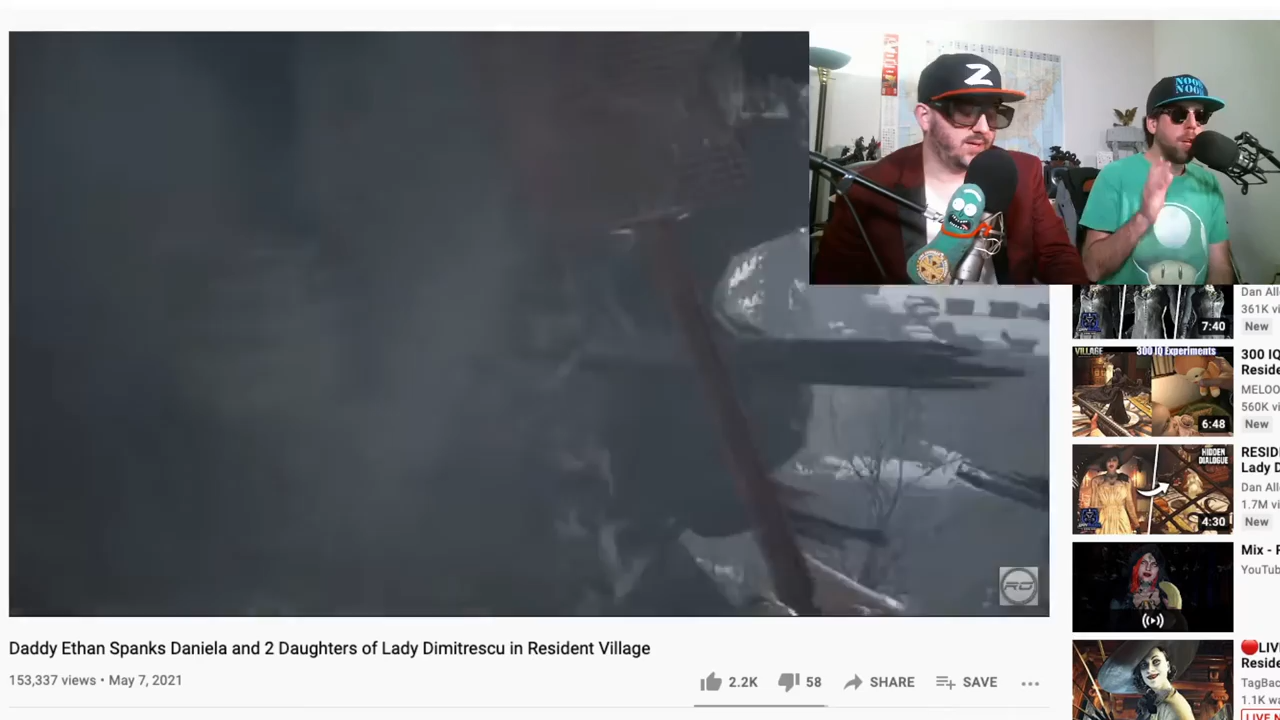 Z
NOOB
NOOB
RO
Daddy Ethan Spanks Daniela and 2 Daughters of Lady Dimitrescu in Resident Village
153,337 views • May 7, 2021
2.2K
58
SHARE
SAVE
Dan All
361K vi
7:40
New
VILLAGE
300 IQ Experiments
300 IQ
Reside
MELOO
560K vi
6:48
New
HIDDEN
DIALOGUE
RESID
Lady D
Dan All
1.7M vi
4:30
New
Mix - R
YouTub
LIV
Reside
TagBac
1.1K wa
LIVE N